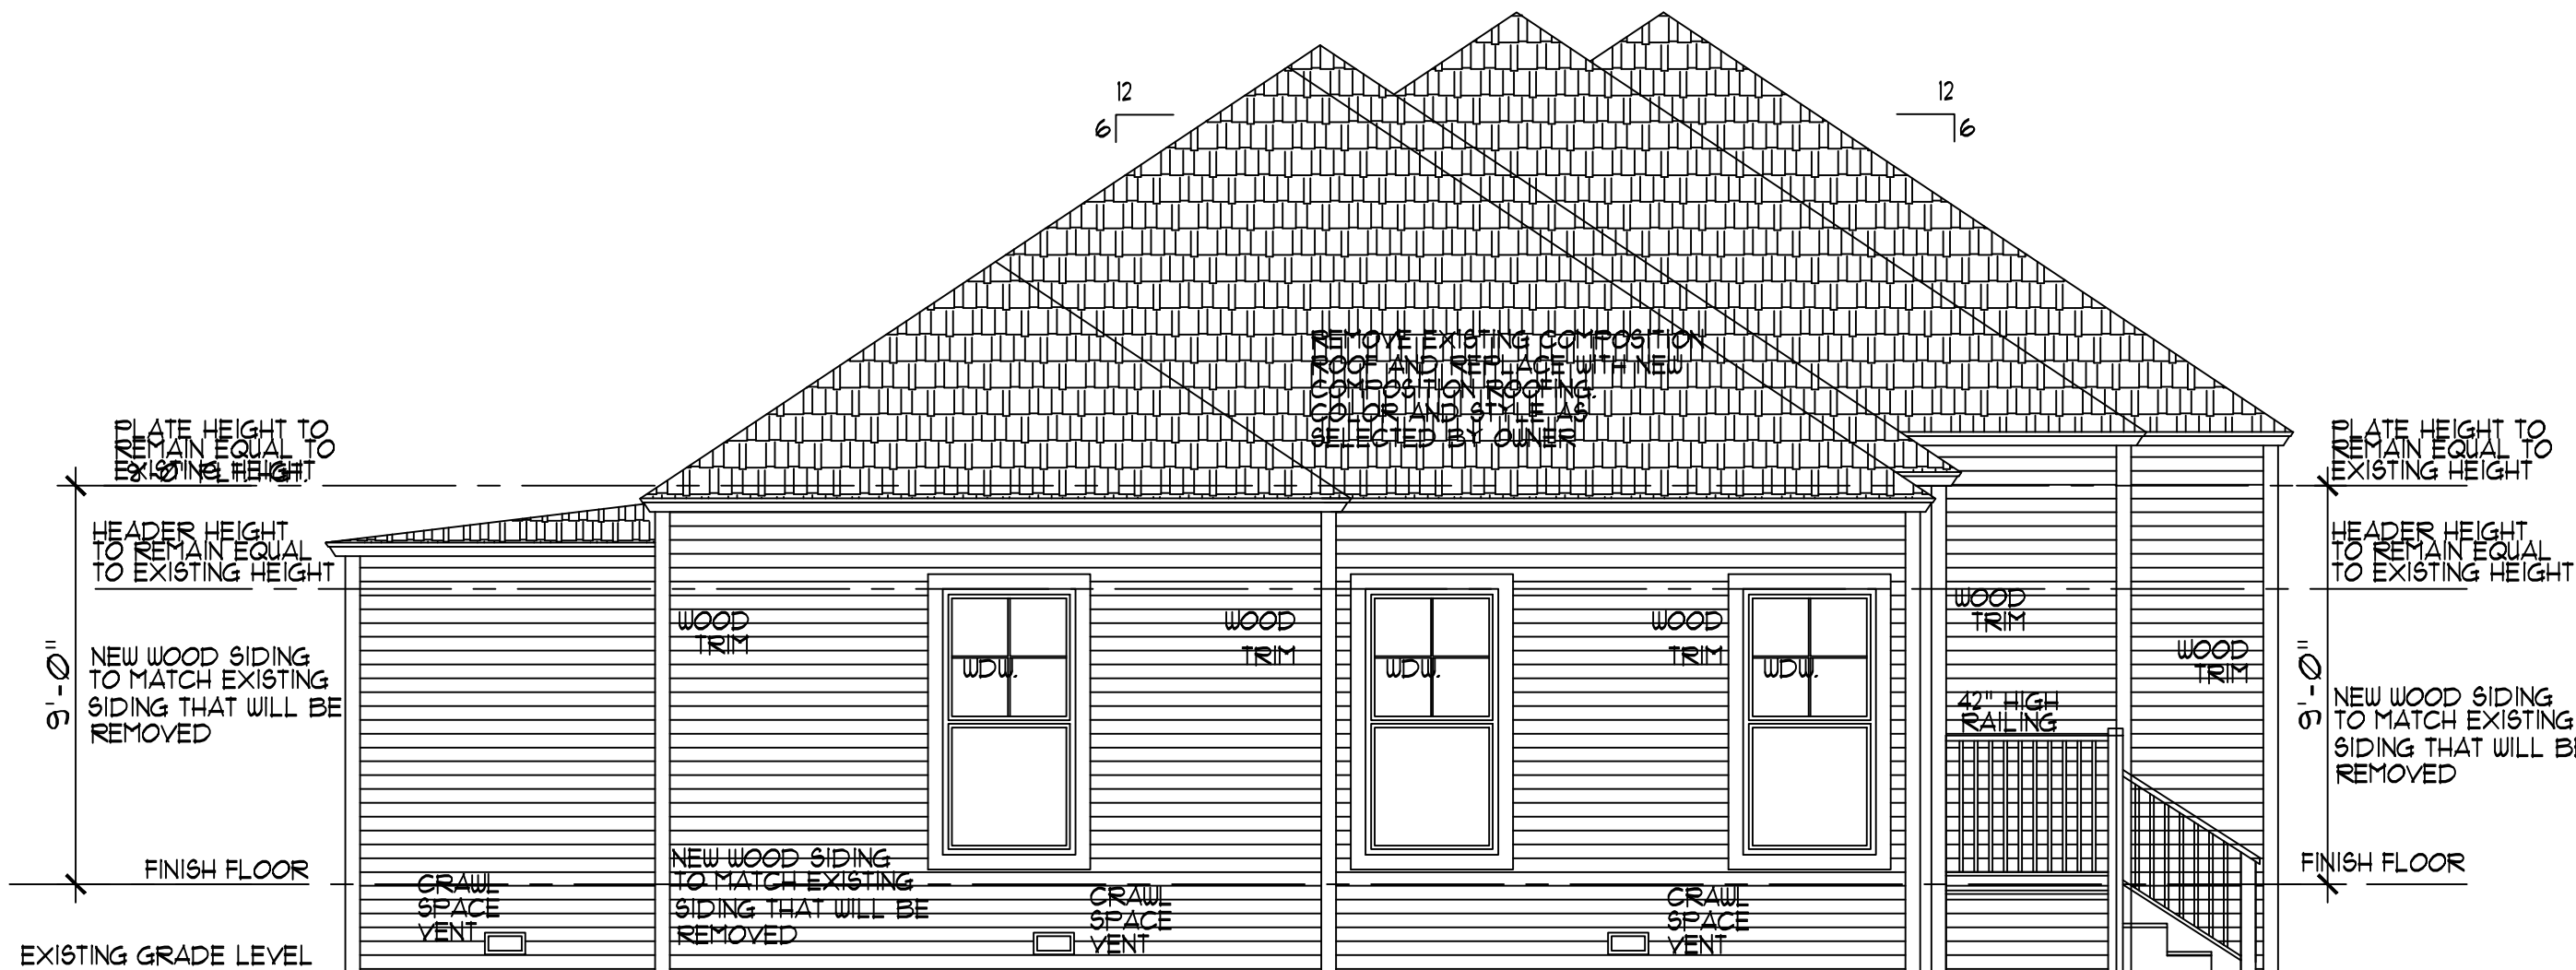 12
6
12
6
REMOVE EXISTING COMPOSITION
ROOF AND REPLACE WITH NEW
COMPOSITION ROOFING.
COLOR AND STYLE AS
SELECTED BY OWNER
PLATE HEIGHT TO
REMAIN EQUAL TO
EXISTING HEIGHT
HEADER HEIGHT
TO REMAIN EQUAL
TO EXISTING HEIGHT
9'-0"
NEW WOOD SIDING
TO MATCH EXISTING
SIDING THAT WILL BE
REMOVED
FINISH FLOOR
EXISTING GRADE LEVEL
CRAWL
SPACE
VENT
WOOD
TRIM
NEW WOOD SIDING
TO MATCH EXISTING
SIDING THAT WILL BE
REMOVED
WDW.
CRAWL
SPACE
VENT
WOOD
TRIM
WDW.
WOOD
TRIM
WDW.
CRAWL
SPACE
VENT
WOOD
TRIM
42" HIGH
RAILING
WOOD
TRIM
PLATE HEIGHT TO
REMAIN EQUAL TO
EXISTING HEIGHT
HEADER HEIGHT
TO REMAIN EQUAL
TO EXISTING HEIGHT
9'-0"
NEW WOOD SIDING
TO MATCH EXISTING
SIDING THAT WILL BE
REMOVED
FINISH FLOOR